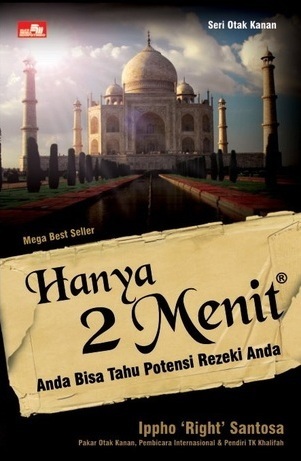 Seri Otak Kanan
Mega Best Seller
Hanya
2 Menit®
Anda Bisa Tahu Potensi Rezeki Anda
Ippho 'Right' Santosa
Pakar Otak Kanan, Pembicara Internasional & Pendiri TK Khalifah